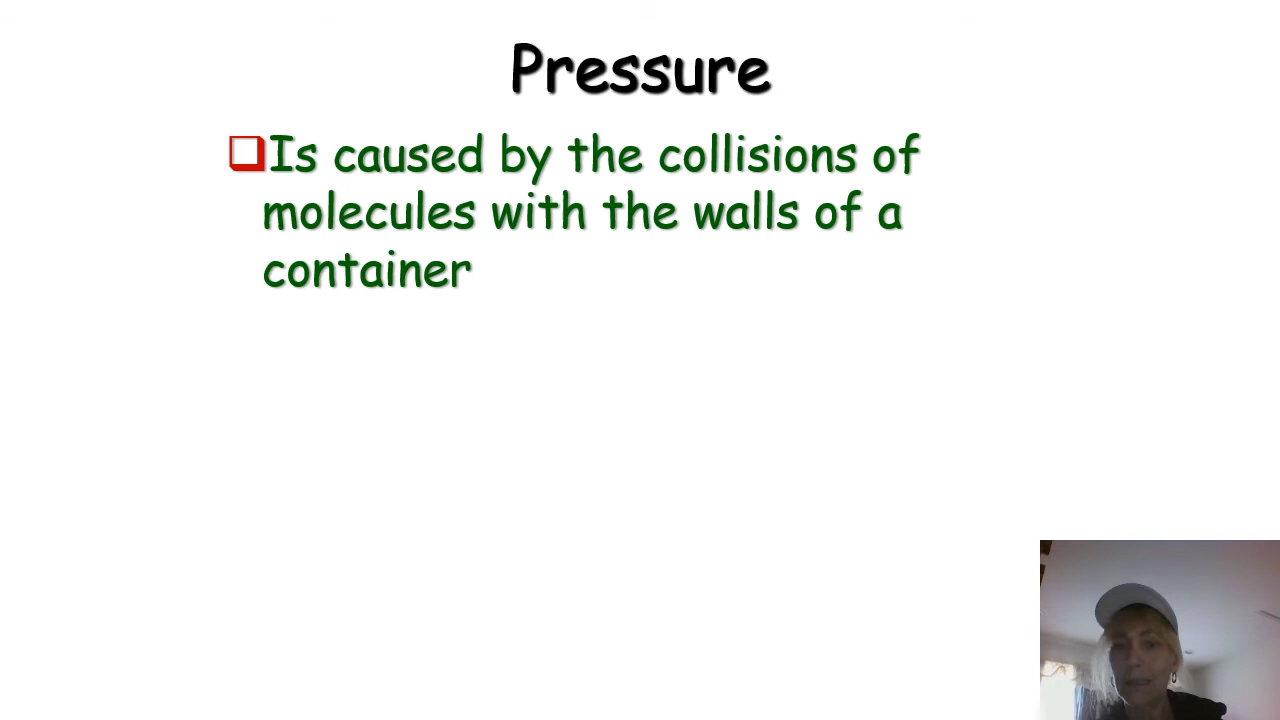 Pressure
Is caused by the collisions of
molecules with the walls of a
container